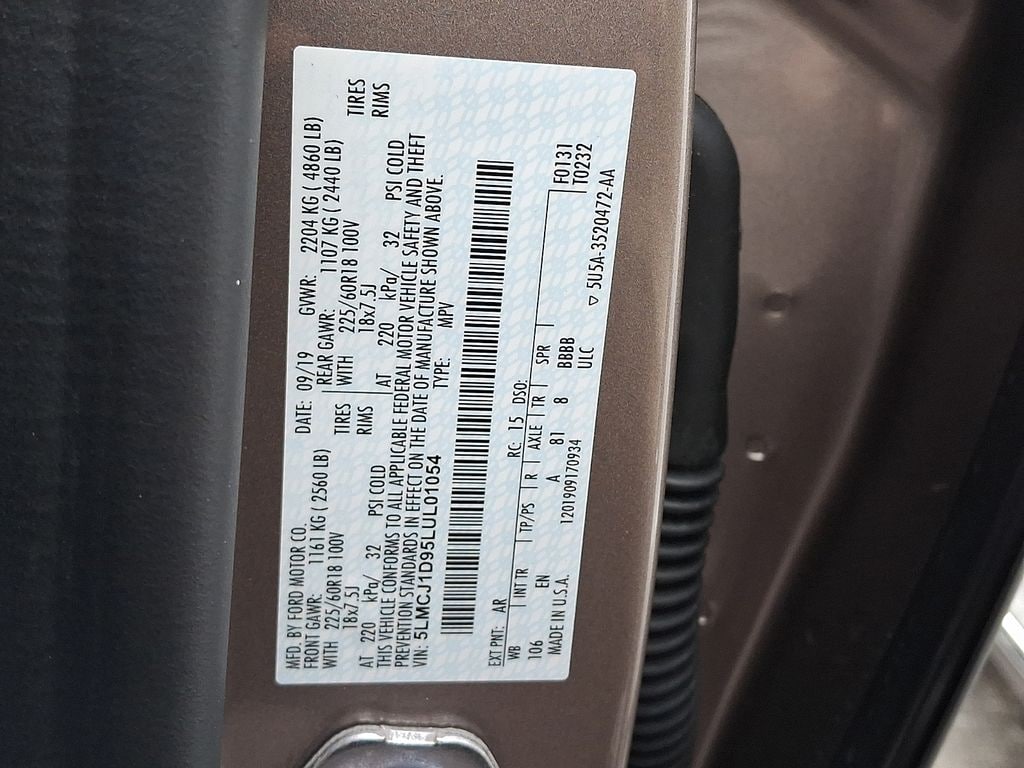 MFD. BY FORD MOTOR CO. DATE: 09/19 GVWR: 2204 KG ( 4860 LB)
FRONT GAWR: 1161 KG ( 2560 LB) REAR GAWR: 1107 KG ( 2440 LB)
WITH 225/60R18 100V TIRES WITH 225/60R18 100V TIRES
18x7.5J RIMS 18x7.5J RIMS
AT 220 kPa/ 32 PSI COLD AT 220 kPa/ 32 PSI COLD
THIS VEHICLE CONFORMS TO ALL APPLICABLE FEDERAL MOTOR VEHICLE SAFETY AND THEFT
PREVENTION STANDARDS IN EFFECT ON THE DATE OF MANUFACTURE SHOWN ABOVE.
VIN: 5LMCJ1D95LUL01054 TYPE: MPV
EXT PNT: AR RC: 15 DSO: F0131
WB INT TR TP/PS R AXLE TR SPR T0232
106 EN A 81 8 BBBB
ULC
MADE IN U.S.A. 1201909170934 ▽ 5U5A-3520472-AA